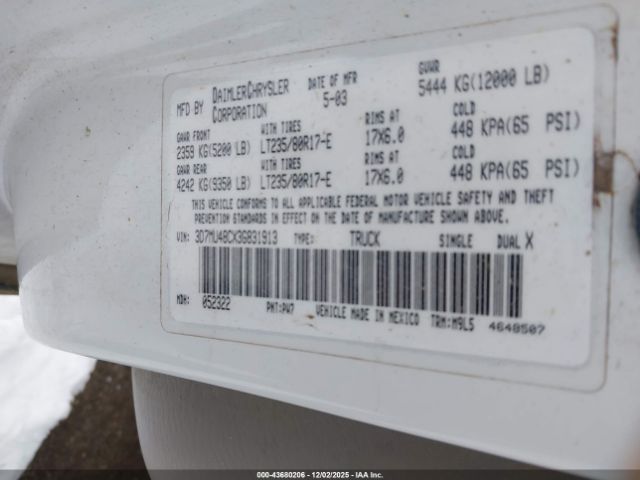 MFD BY DAIMLERCHRYSLER CORPORATION DATE OF MFR 5-03 GVWR 5444 KG(12000 LB)
GAWR FRONT WITH TIRES RIMS AT COLD
2359 KG(5200 LB) LT235/80R17-E 17X6.0 448 KPA(65 PSI)
GAWR REAR WITH TIRES RIMS AT COLD
4242 KG(9350 LB) LT235/80R17-E 17X6.0 448 KPA(65 PSI)
THIS VEHICLE CONFORMS TO ALL APPLICABLE FEDERAL MOTOR VEHICLE SAFETY AND THEFT
PREVENTION STANDARDS IN EFFECT ON THE DATE OF MANUFACTURE SHOWN ABOVE.
VIN: 3D7MU48CX3G831913 TYPE: TRUCK SINGLE DUAL X
MDH: 052322 PNT:PW7 VEHICLE MADE IN MEXICO TRM:M9L5 4648507
000-43680206 - 12/02/2025 - IAA Inc.